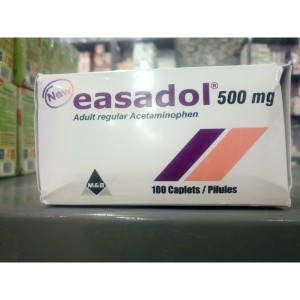 New
easadol® 500 mg
Adult regular Acetaminophen
M&B
100 Caplets / Pilules